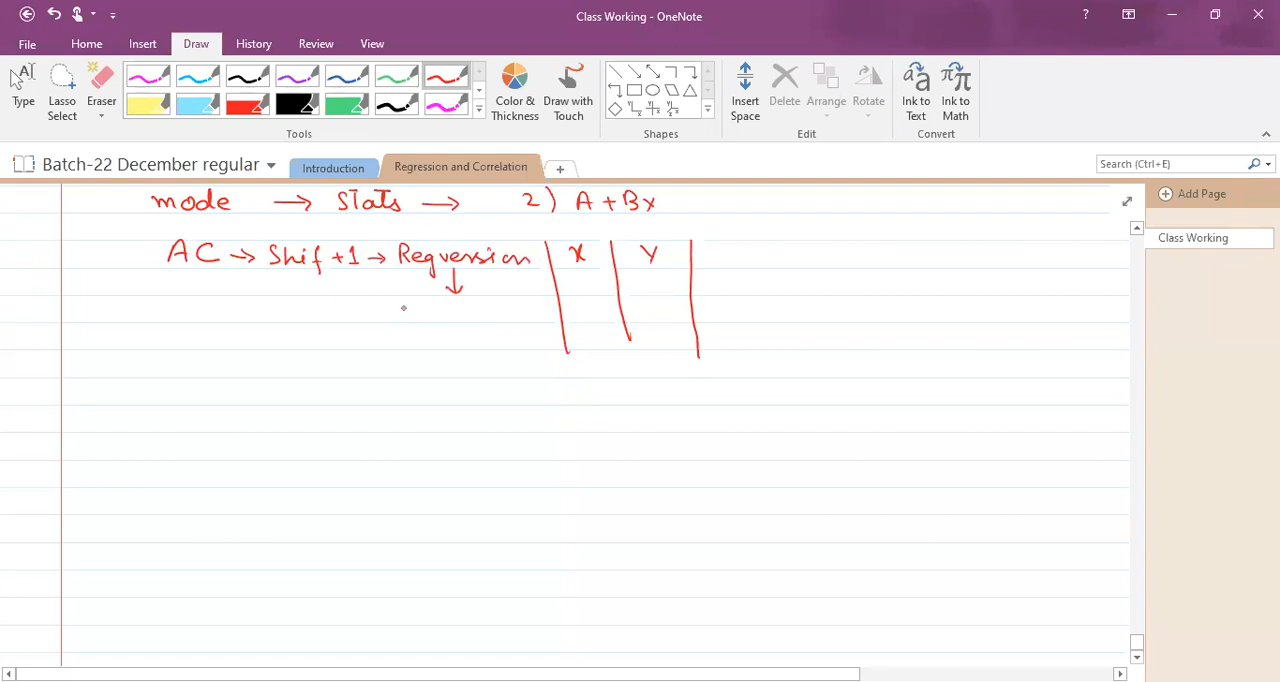 Class Working - OneNote
?
File Home Insert Draw History Review View
Type
Lasso Select
Eraser
Color & Thickness
Draw with Touch
Insert Space
Delete
Arrange
Rotate
Ink to Text
Ink to Math
Tools
Shapes
Edit
Convert
Batch-22 December regular
Introduction
Regression and Correlation
Search (Ctrl+E)
Add Page
Class Working
mode → Stats → 2) A + Bx
AC → Shif + 1 → Regression x y
↓